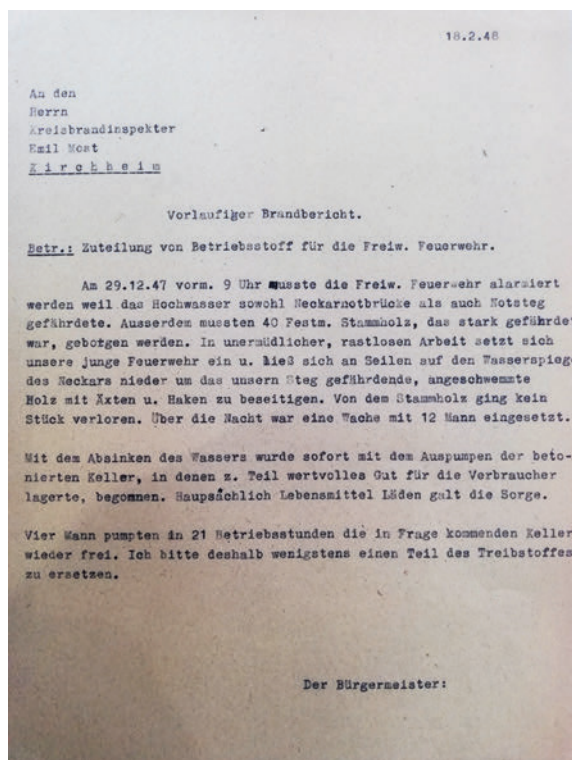 18.2.48
An den
Herrn
Kreisbrandinspekter
Emil Most
K i r c h h e i m
Vorlaufiger Brandbericht.
Betr.: Zuteilung von Betriebsstoff für die Freiw. Feuerwehr.
Am 29.12.47 vorm. 9 Uhr musste die Freiw. Feuerwehr alarmiert
werden weil das Hochwasser sowohl Neckarnotbrücke als auch Notsteg
gefährdete. Ausserdem mussten 40 Festm. Stammholz, das stark gefährdet
war, geborgen werden. In unermüdlicher, rastlosen Arbeit setzt sich
unsere junge Feuerwehr ein u. ließ sich an Seilen auf den Wasserspiege
des Neckars nieder um das unsern Steg gefährdende, angeschwemmte
Holz mit Äxten u. Haken zu beseitigen. Von dem Stammholz ging kein
Stück verloren. Über die Nacht war eine Wache mit 12 Mann eingesetzt.
Mit dem Absinken des Wassers wurde sofort mit dem Auspumpen der beto-
nierten Keller, in denen z. Teil wertvolles Gut für die Verbraucher
lagerte, begonnen. Haupsächlich Lebensmittel Läden galt die Sorge.
Vier Mann pumpten in 21 Betriebsstunden die in Frage kommenden Keller
wieder frei. Ich bitte deshalb wenigstens einen Teil des Treibstoffes
zu ersetzen.
Der Bürgermeister: